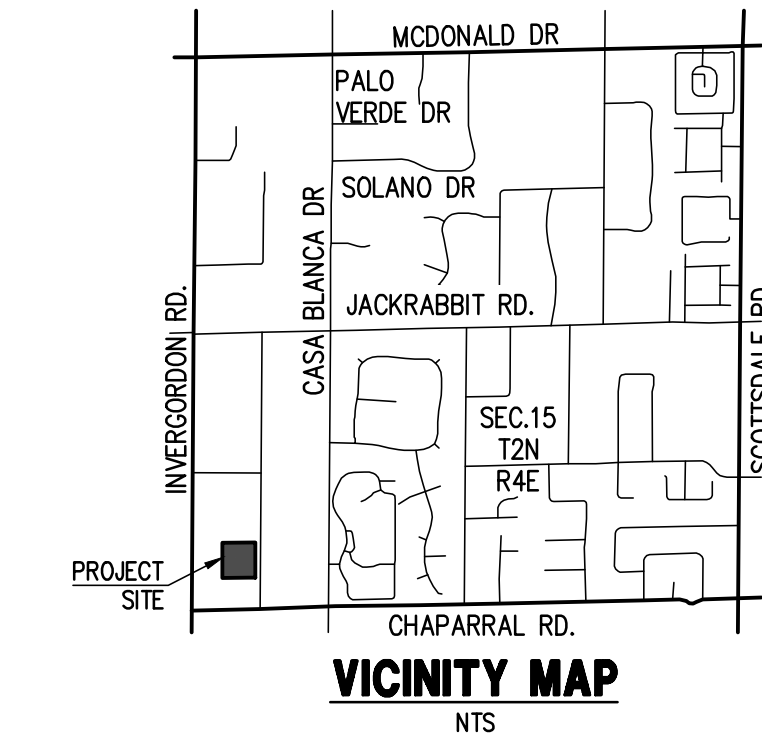 MCDONALD DR
PALO
VERDE DR
SOLANO DR
CASA BLANCA DR
JACKRABBIT RD.
INVERGORDON RD.
SCOTTSDALE RD
SEC.15
T2N
R4E
PROJECT
SITE
CHAPARRAL RD.
VICINITY MAP
NTS